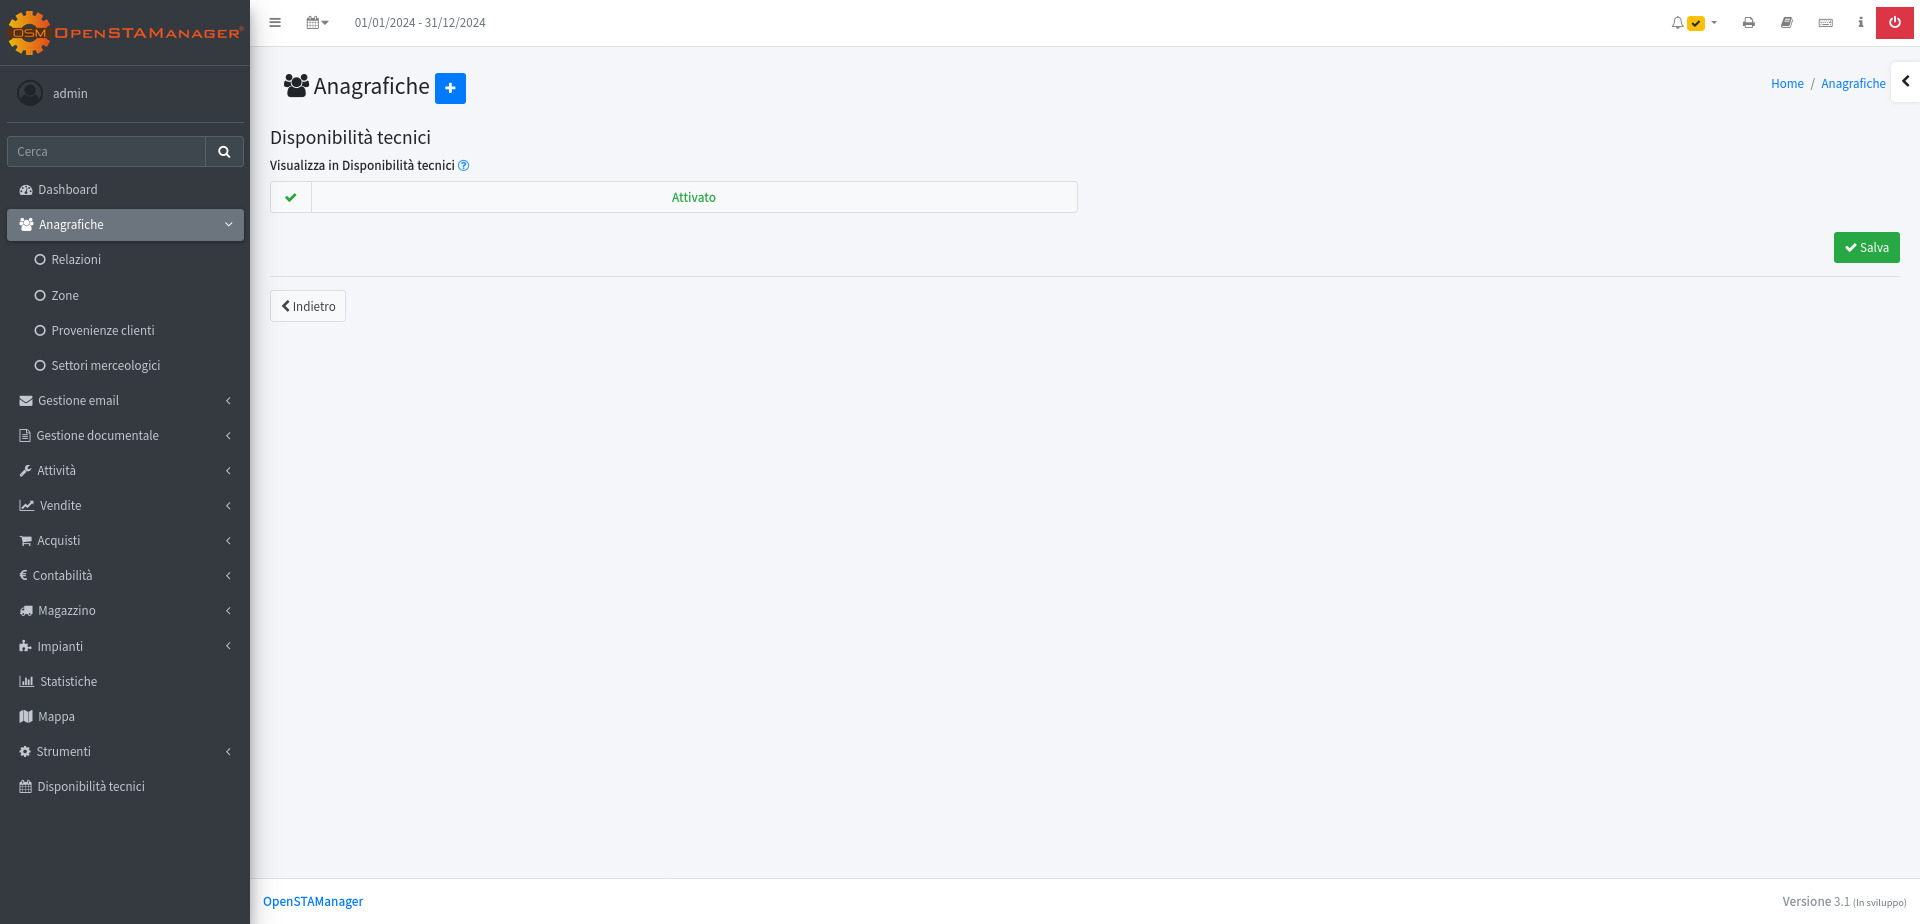 OSM OPENSTAMANAGER®
01/01/2024 - 31/12/2024
admin
Cerca
Dashboard
Anagrafiche
Relazioni
Zone
Provenienze clienti
Settori merceologici
Gestione email
Gestione documentale
Attività
Vendite
Acquisti
€ Contabilità
Magazzino
Impianti
Statistiche
Mappa
Strumenti
Disponibilità tecnici
Anagrafiche
Home / Anagrafiche
Disponibilità tecnici
Visualizza in Disponibilità tecnici
Attivato
Salva
Indietro
OpenSTAManager
Versione 3.1 (In sviluppo)